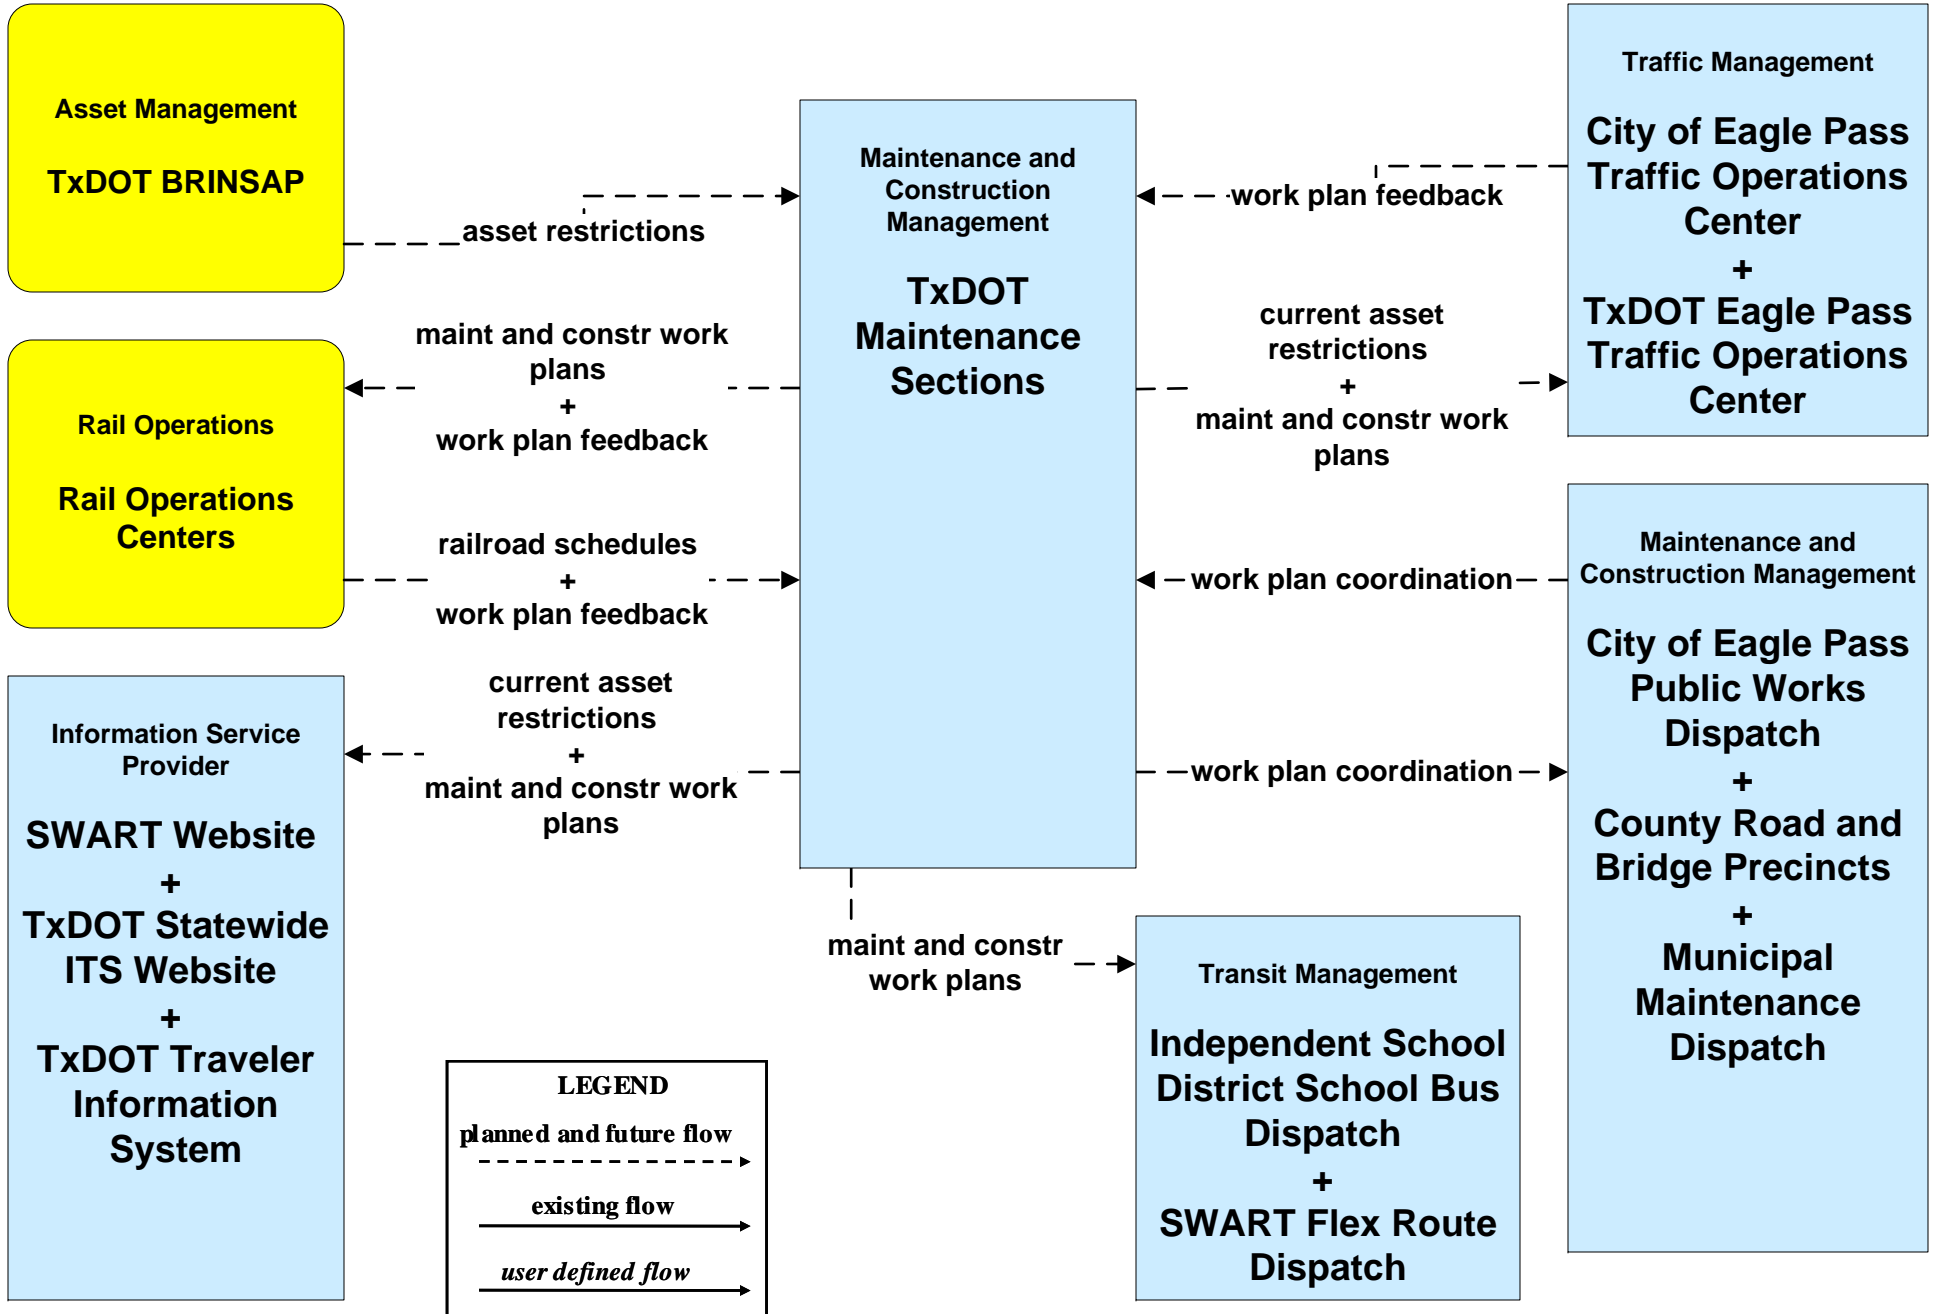 Asset Management
TxDOT BRINSAP
asset restrictions
Rail Operations
Rail Operations
Centers
maint and constr work
plans
+
work plan feedback
railroad schedules
+
work plan feedback
Information Service
Provider
SWART Website
+
TxDOT Statewide
ITS Website
+
TxDOT Traveler
Information
System
current asset
restrictions
+
maint and constr work
plans
Maintenance and
Construction
Management
TxDOT
Maintenance
Sections
Traffic Management
City of Eagle Pass
Traffic Operations
Center
+
TxDOT Eagle Pass
Traffic Operations
Center
work plan feedback
current asset
restrictions
+
maint and constr work
plans
Maintenance and
Construction Management
City of Eagle Pass
Public Works
Dispatch
+
County Road and
Bridge Precincts
+
Municipal
Maintenance
Dispatch
work plan coordination
work plan coordination
maint and constr
work plans
Transit Management
Independent School
District School Bus
Dispatch
+
SWART Flex Route
Dispatch
LEGEND
planned and future flow
existing flow
user defined flow